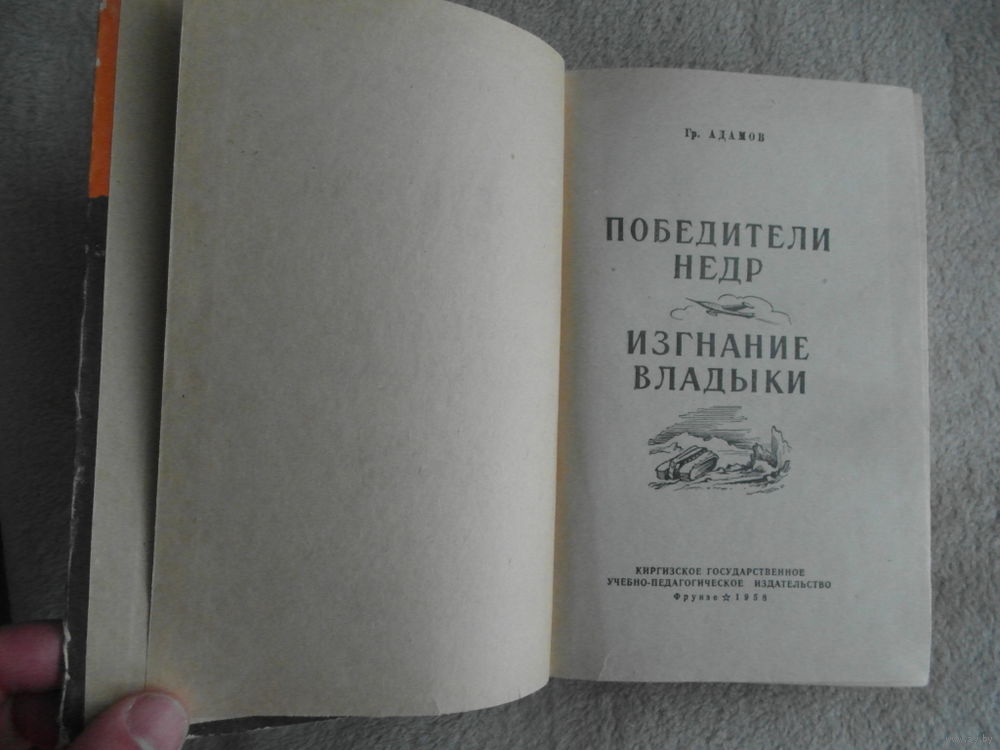 Гр. АДАМОВ
ПОБЕДИТЕЛИ
НЕДР
ИЗГНАНИЕ
ВЛАДЫКИ
КИРГИЗСКОЕ ГОСУДАРСТВЕННОЕ
УЧЕБНО-ПЕДАГОГИЧЕСКОЕ ИЗДАТЕЛЬСТВО
Фрунзе ☆ 1958